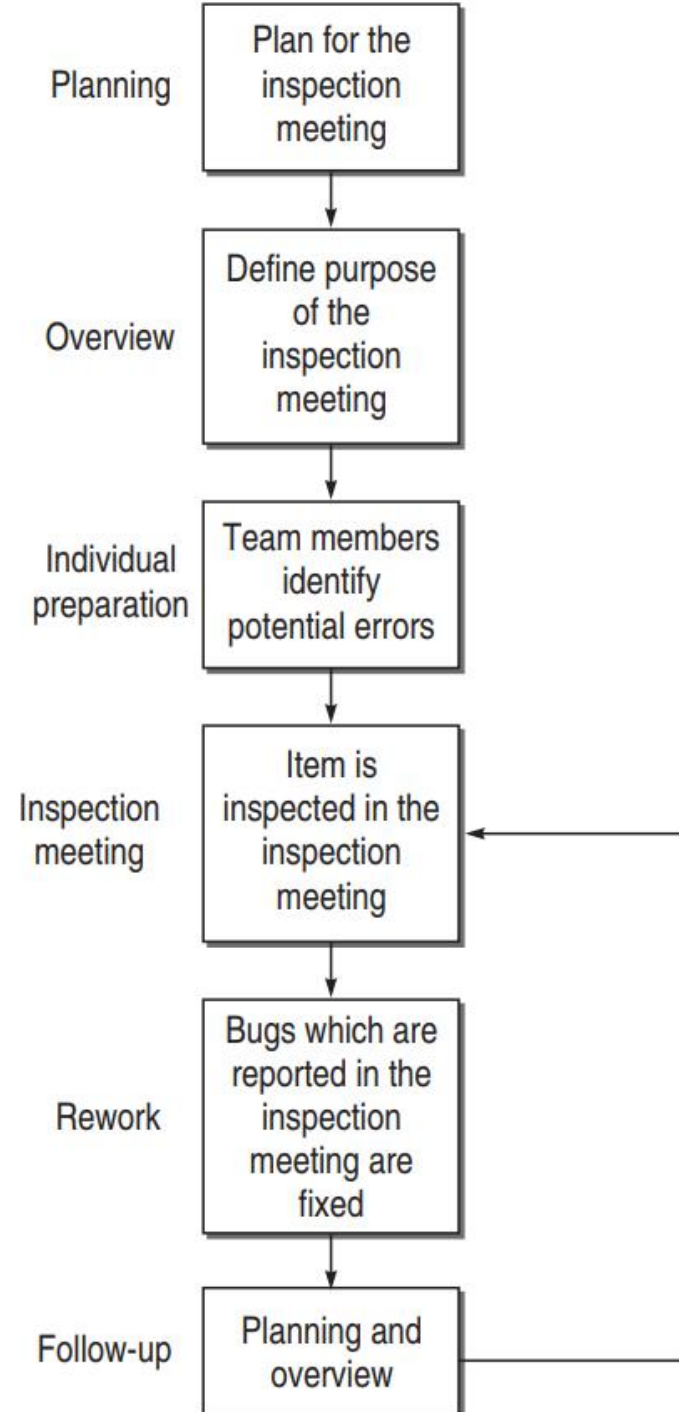 Planning
Plan for the
inspection
meeting
Overview
Define purpose
of the
inspection
meeting
Individual
preparation
Team members
identify
potential errors
Inspection
meeting
Item is
inspected in the
inspection
meeting
Rework
Bugs which are
reported in the
inspection
meeting are
fixed
Follow-up
Planning and
overview